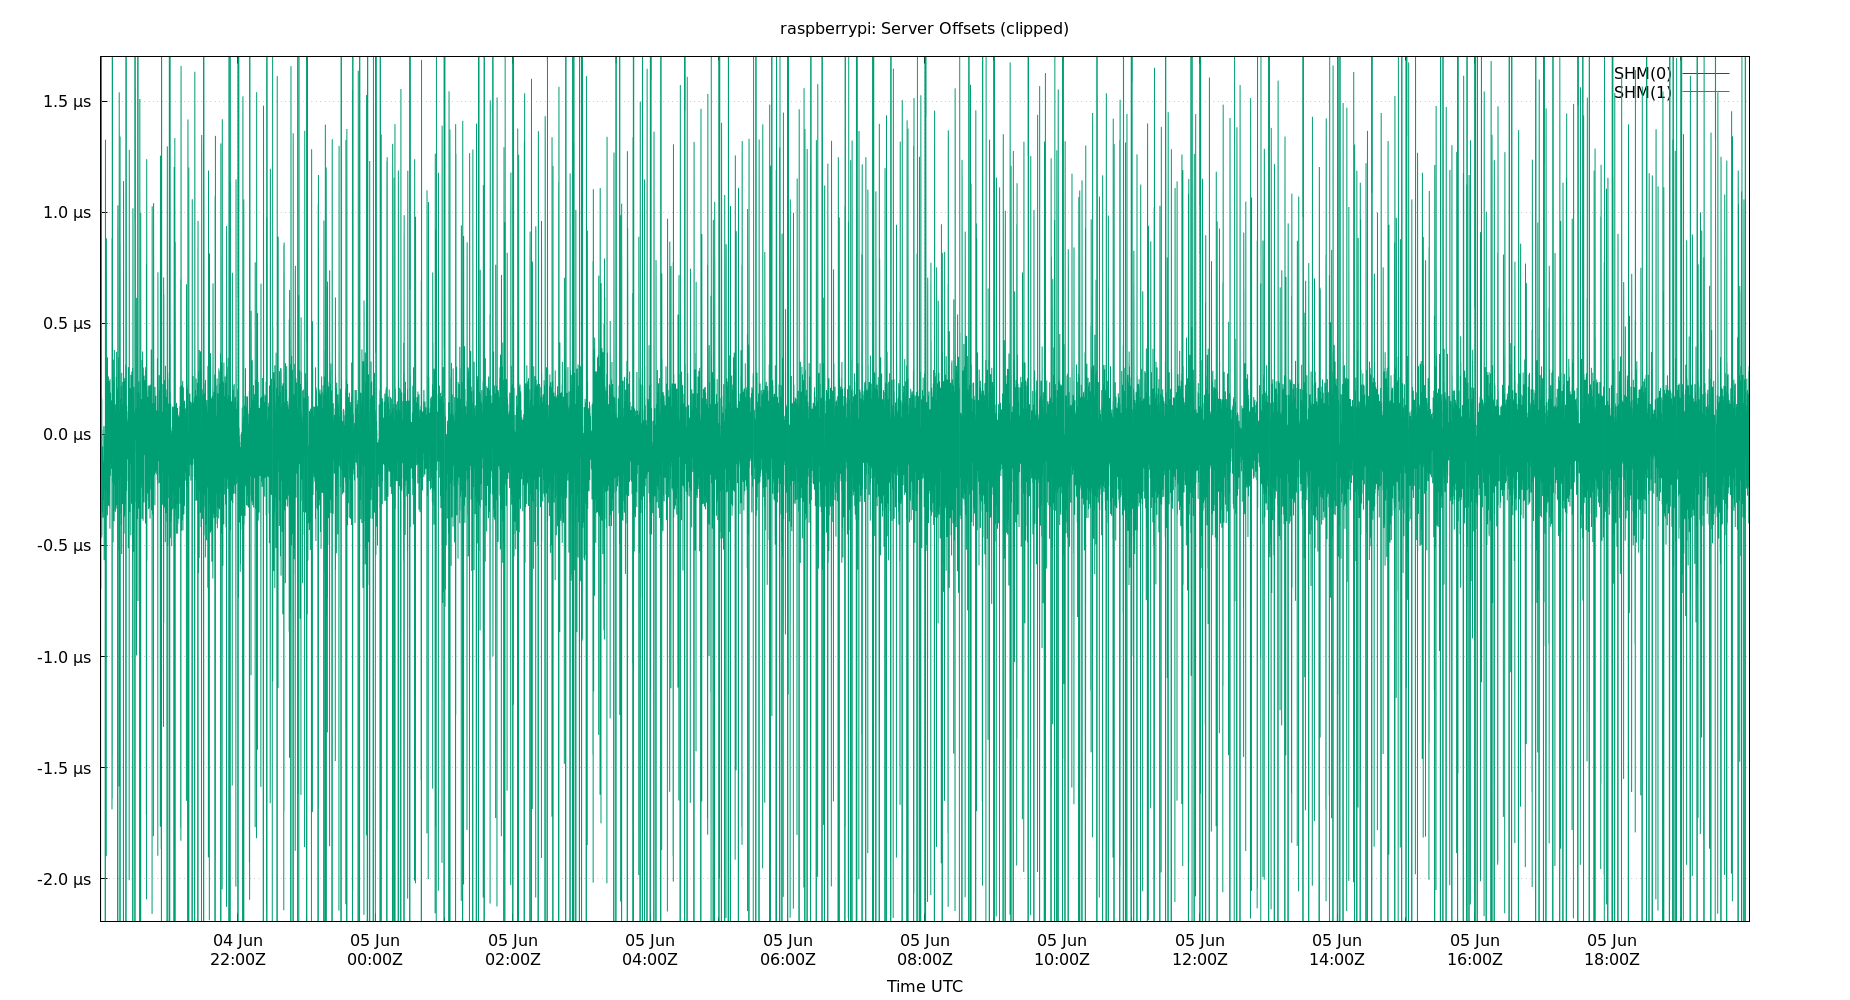 raspberrypi: Server Offsets (clipped)
SHM(0)
SHM(1)
1.5 µs
1.0 µs
0.5 µs
0.0 µs
-0.5 µs
-1.0 µs
-1.5 µs
-2.0 µs
04 Jun 05 Jun 05 Jun 05 Jun 05 Jun 05 Jun 05 Jun 05 Jun 05 Jun 05 Jun 05 Jun
22:00Z 00:00Z 02:00Z 04:00Z 06:00Z 08:00Z 10:00Z 12:00Z 14:00Z 16:00Z 18:00Z
Time UTC